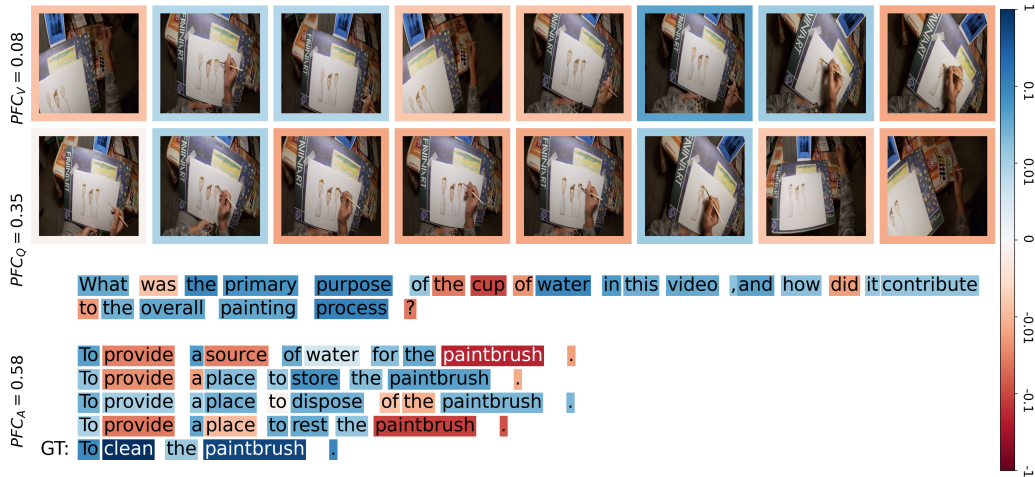 PFC_V = 0.08
PFC_Q = 0.35
What was the primary purpose of the cup of water in this video ,and how did it contribute
to the overall painting process ?
PFC_A = 0.58
To provide a source of water for the paintbrush .
To provide a place to store the paintbrush .
To provide a place to dispose of the paintbrush .
To provide a place to rest the paintbrush .
GT: To clean the paintbrush .
1
0.1
0.01
0
-0.01
-0.1
-1